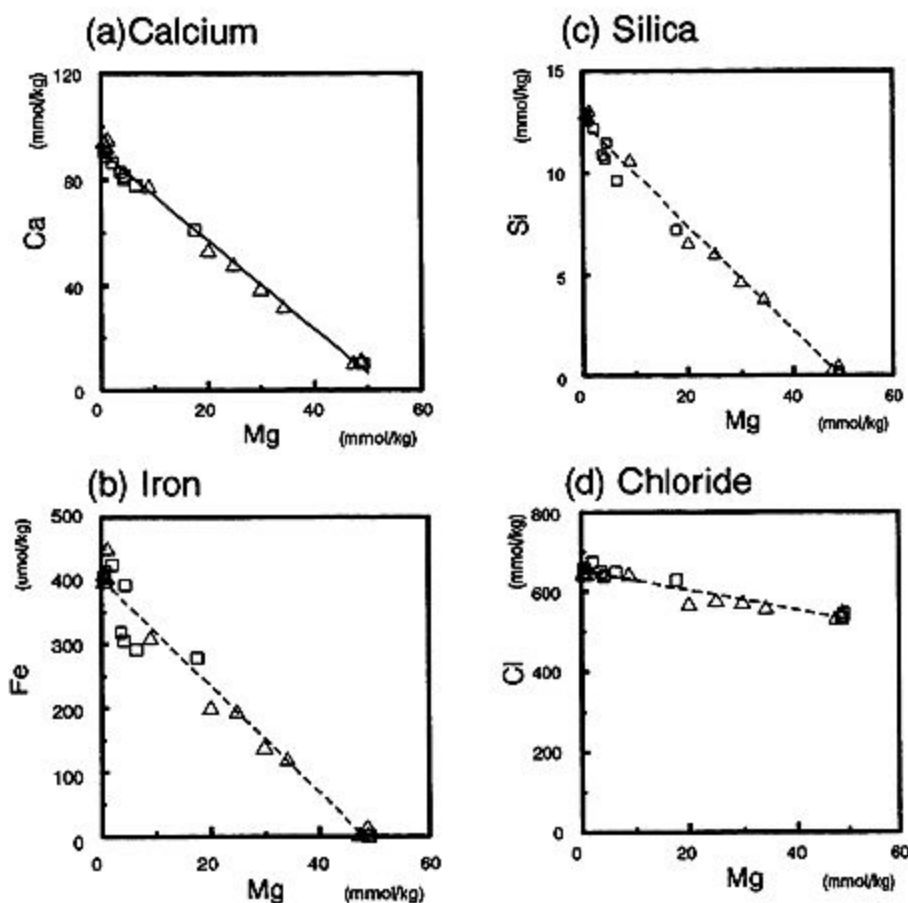 (a)Calcium
120
(mmol/kg)
80
Ca
40
0
0 20 40 60
Mg (mmol/kg)
(c) Silica
15
(mmol/kg)
10
Si
5
0
0 20 40 60
Mg (mmol/kg)
(b) Iron
500
(umol/kg)
400
300
Fe
200
100
0
0 20 40 60
Mg (mmol/kg)
(d) Chloride
800
(mmol/kg)
600
Cl
400
200
0
0 20 40 60
Mg (mmol/kg)